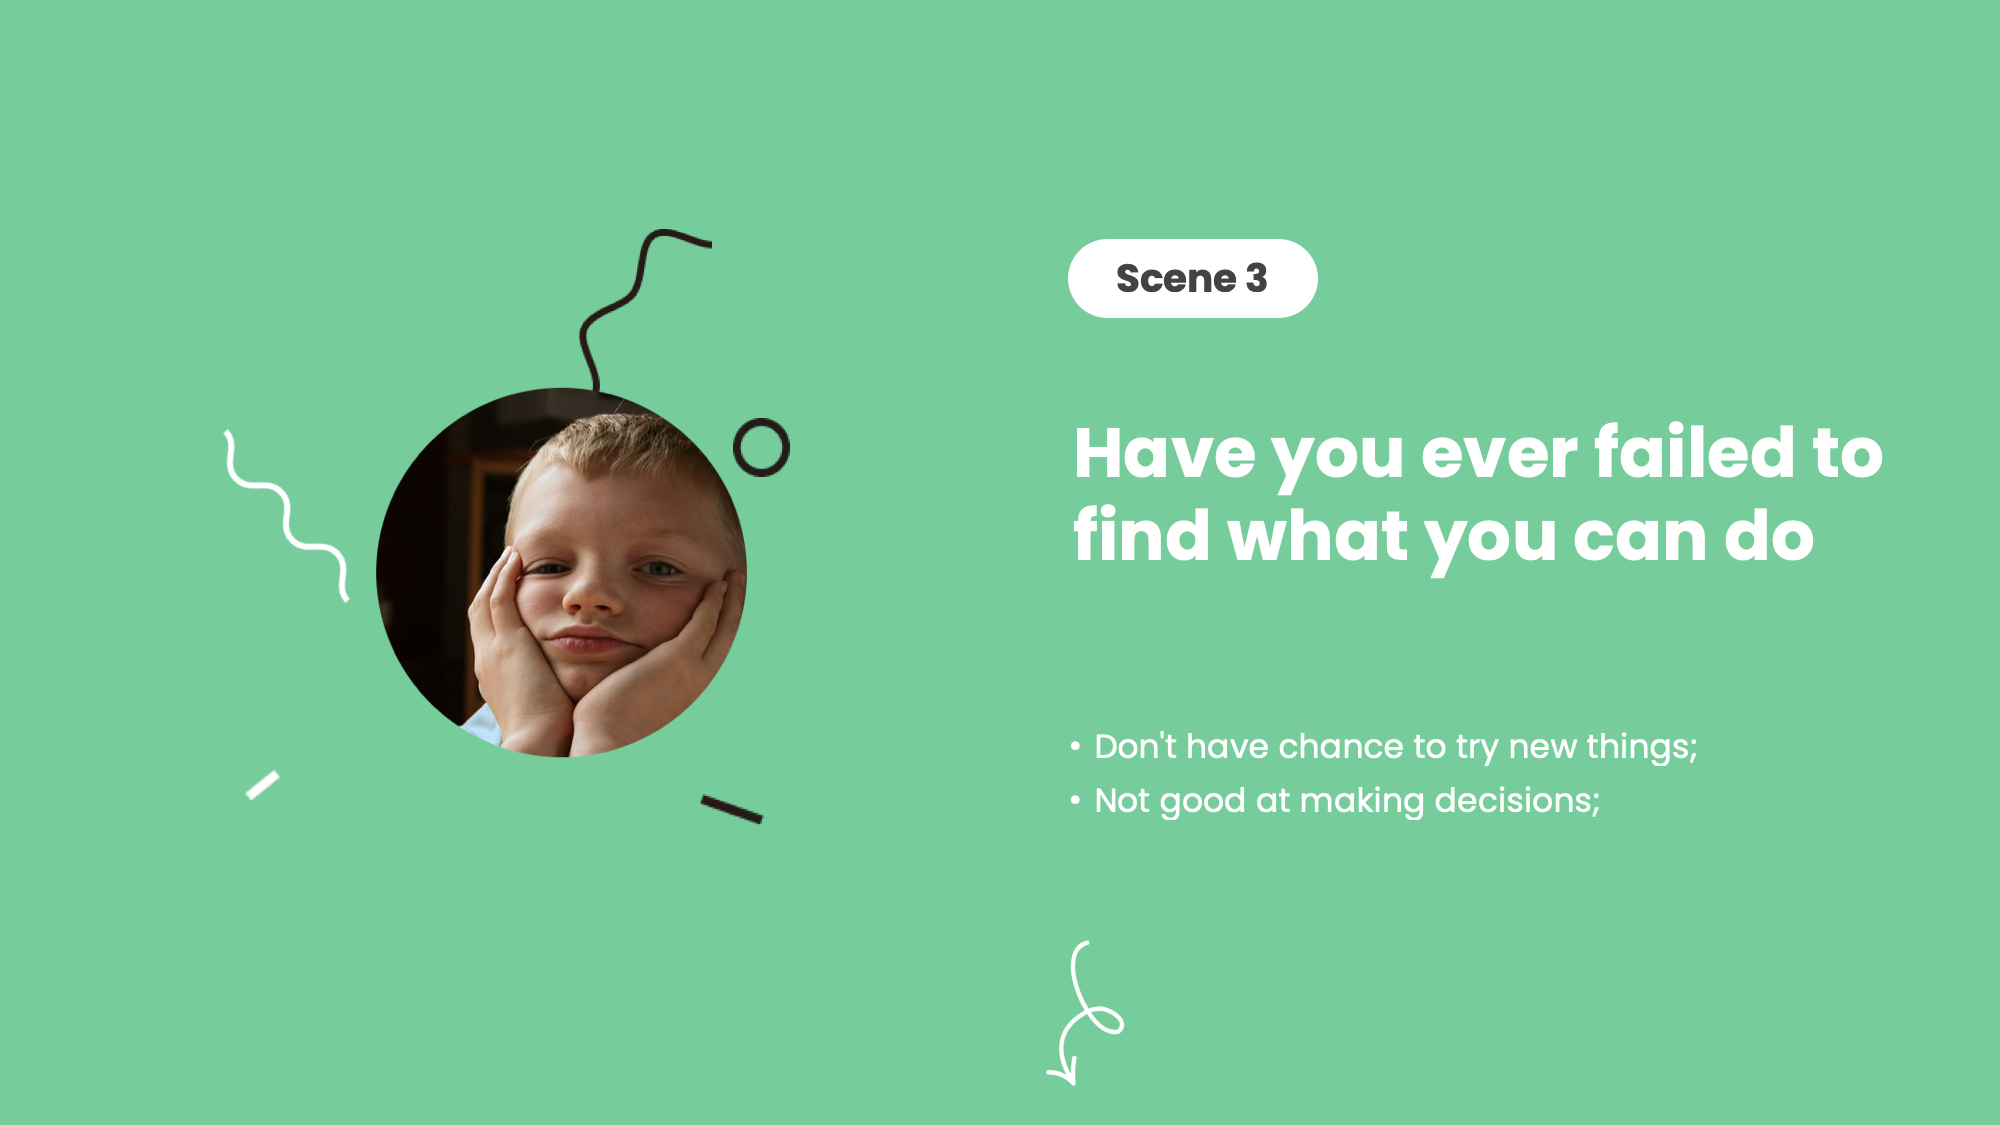 Scene 3
Have you ever failed to
find what you can do
• Don't have chance to try new things;
• Not good at making decisions;